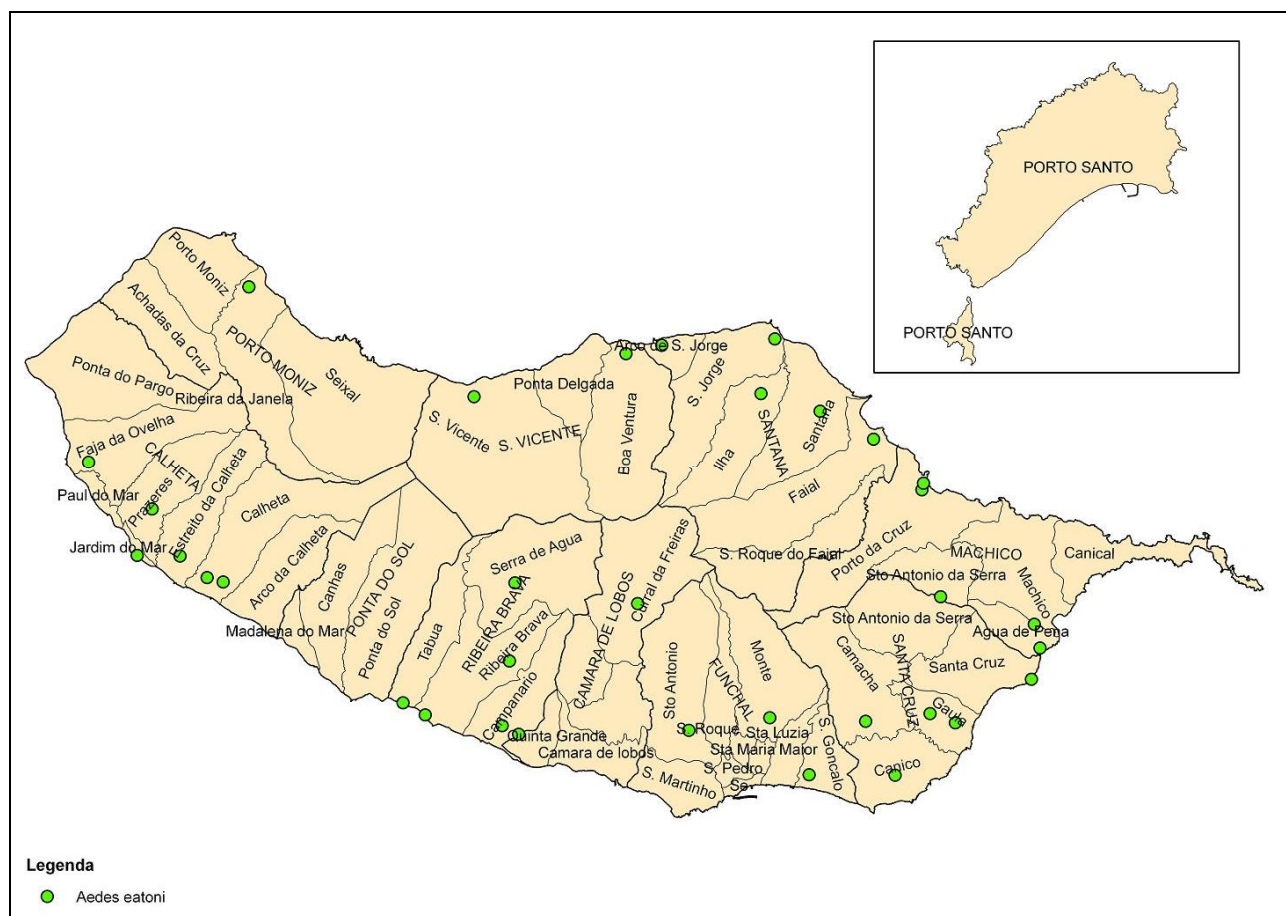 PORTO SANTO
PORTO SANTO
Porto Moniz
Achadas da Cruz
PORTO MONIZ
Seixal
Ponta do Pargo
Ribeira da Janela
Faja da Ovelha
CALHETA
Paul do Mar
Prazeres
Estreito da Calheta
Jardim do Mar
Calheta
Arco da Calheta
Madalena do Mar
Canhas
PONTA DO SOL
Ponta do Sol
Tabua
S. Vicente
S. VICENTE
Ponta Delgada
Boa Ventura
Arco de S. Jorge
S. Jorge
Ilha
SANTANA
Santana
Faial
S. Roque do Faial
Porto da Cruz
Serra de Agua
RIBEIRA BRAVA
Ribeira Brava
Campanario
Quinta Grande
CAMARA DE LOBOS
Curral da Freiras
Camara de lobos
Sto Antonio
FUNCHAL
Monte
S. Roque
Sta Luzia
Sta Maria Maior
S. Pedro
Se
S. Martinho
S. Goncalo
MACHICO
Canical
Machico
Sto Antonio da Serra
Sto Antonio da Serra
Agua de Pena
Santa Cruz
Camacha
SANTA CRUZ
Gaula
Canico
Legenda
Aedes eatoni